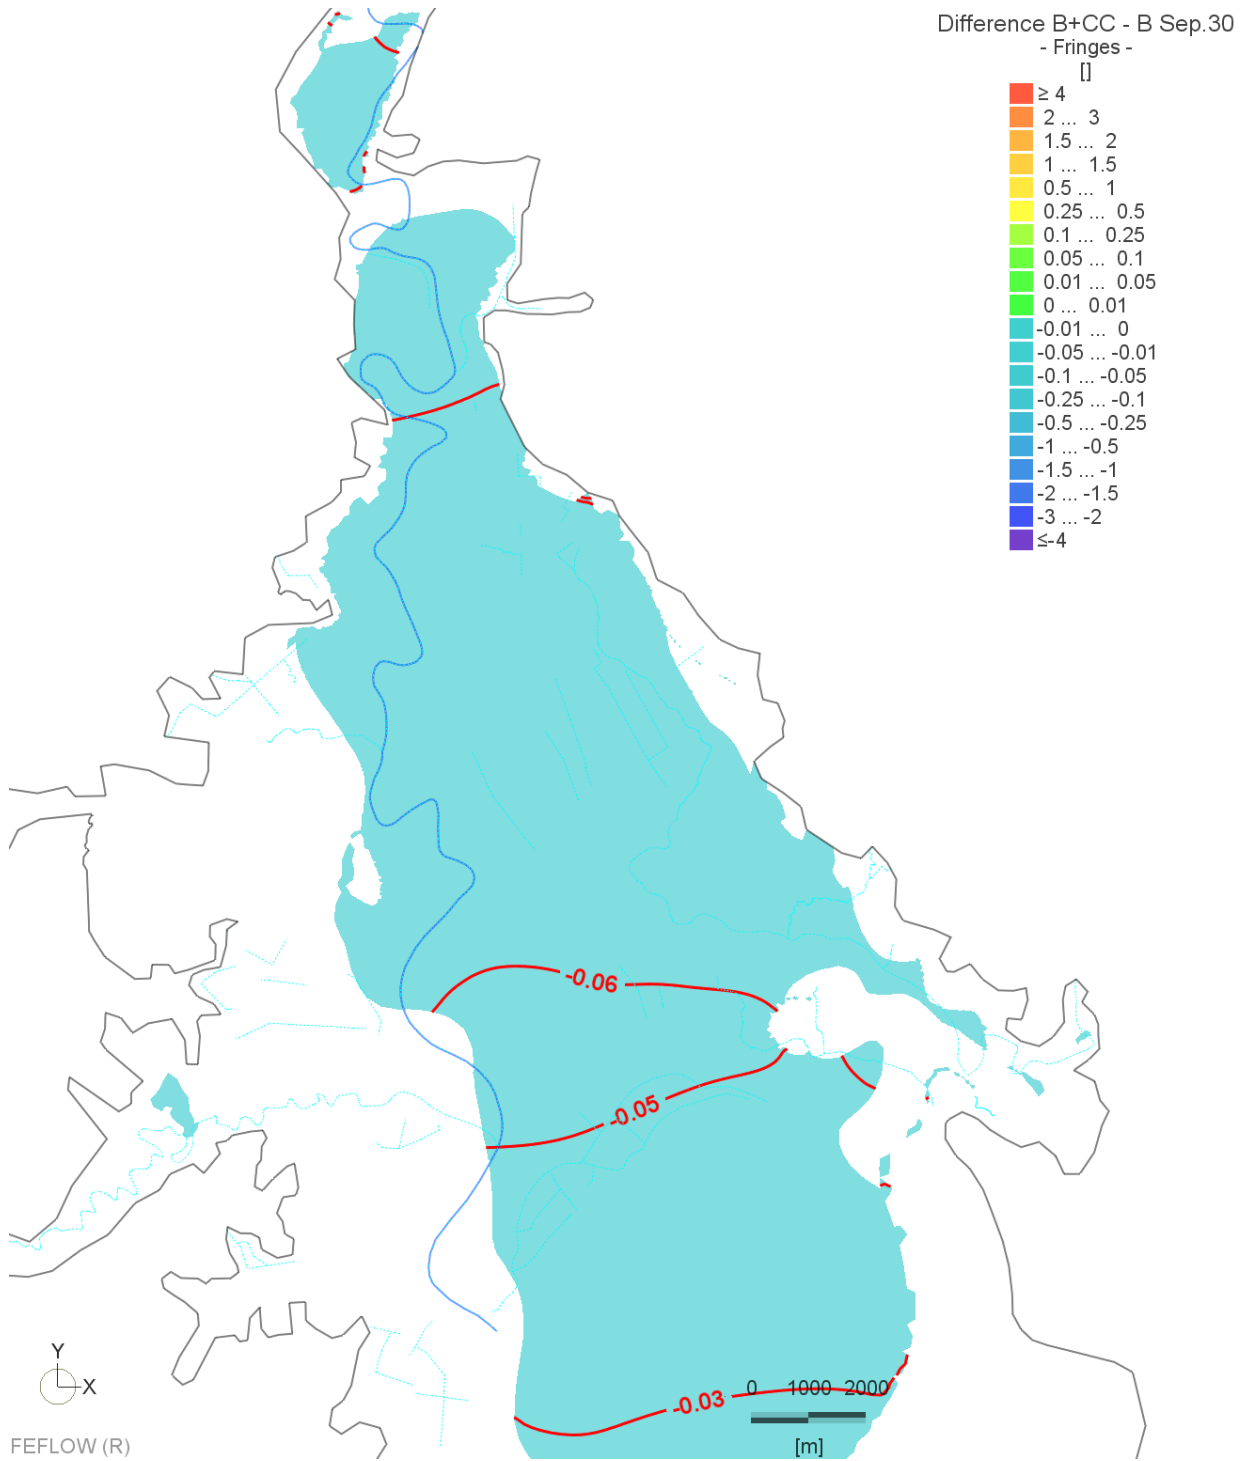 Difference B+CC - B Sep.30
- Fringes -
[]
≥ 4
2 ... 3
1.5 ... 2
1 ... 1.5
0.5 ... 1
0.25 ... 0.5
0.1 ... 0.25
0.05 ... 0.1
0.01 ... 0.05
0 ... 0.01
-0.01 ... 0
-0.05 ... -0.01
-0.1 ... -0.05
-0.25 ... -0.1
-0.5 ... -0.25
-1 ... -0.5
-1.5 ... -1
-2 ... -1.5
-3 ... -2
≤-4
-0.06
-0.05
-0.03
0 1000 2000
[m]
Y
X
FEFLOW (R)